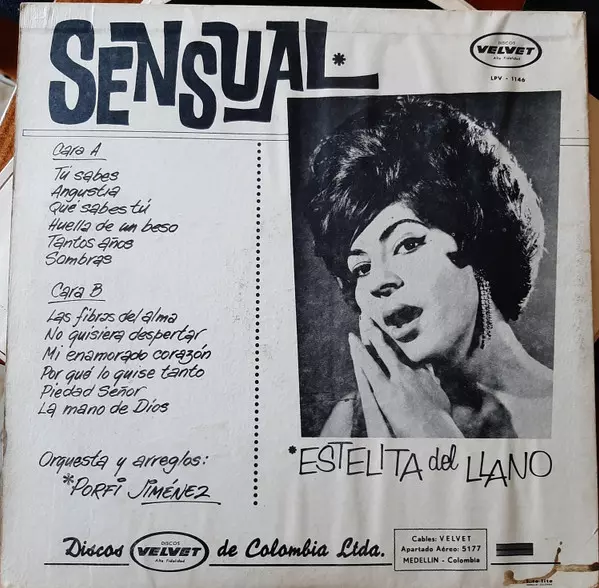 SENSUAL*
DISCOS
VELVET
Alta Fidelidad
LPV - 1146
Cara A
Tú sabes
Angustia
Qué sabes tú
Huella de un beso
Tantos años
Sombras
Cara B
Las fibras del alma
No quisiera despertar
Mi enamorado corazón
Por qué lo quise tanto
Piedad Señor
La mano de Dios
Orquesta y arreglos:
*PORFI JIMÉNEZ
*ESTELITA del LLANO
Discos
DISCOS
VELVET
Alta Fidelidad
de Colombia Ltda.
Cables: VELVET
Apartado Aéreo: 5177
MEDELLIN - Colombia